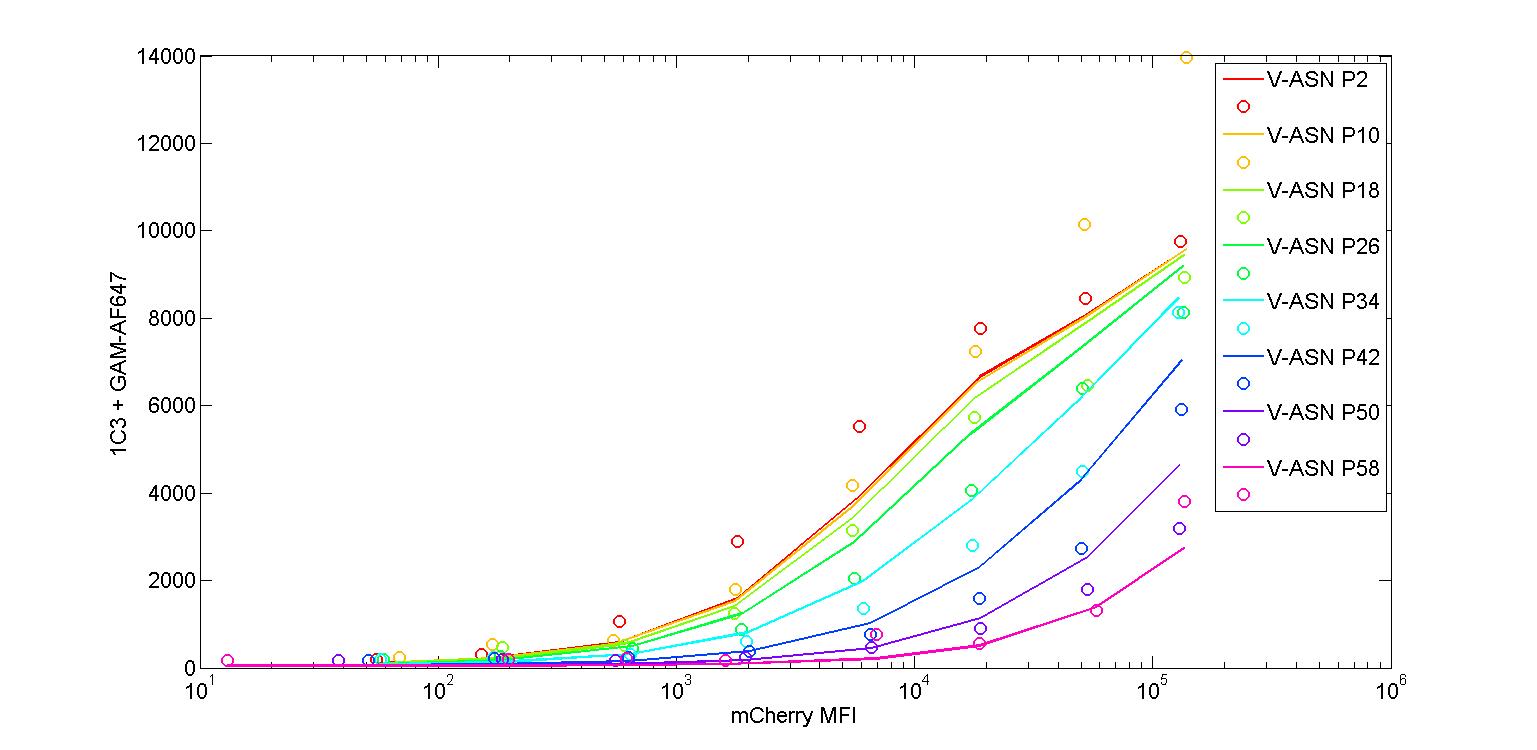 14000
12000
10000
8000
6000
4000
2000
0
1C3 + GAM-AF647
10^1
10^2
10^3
10^4
10^5
10^6
mCherry MFI
V-ASN P2
V-ASN P10
V-ASN P18
V-ASN P26
V-ASN P34
V-ASN P42
V-ASN P50
V-ASN P58